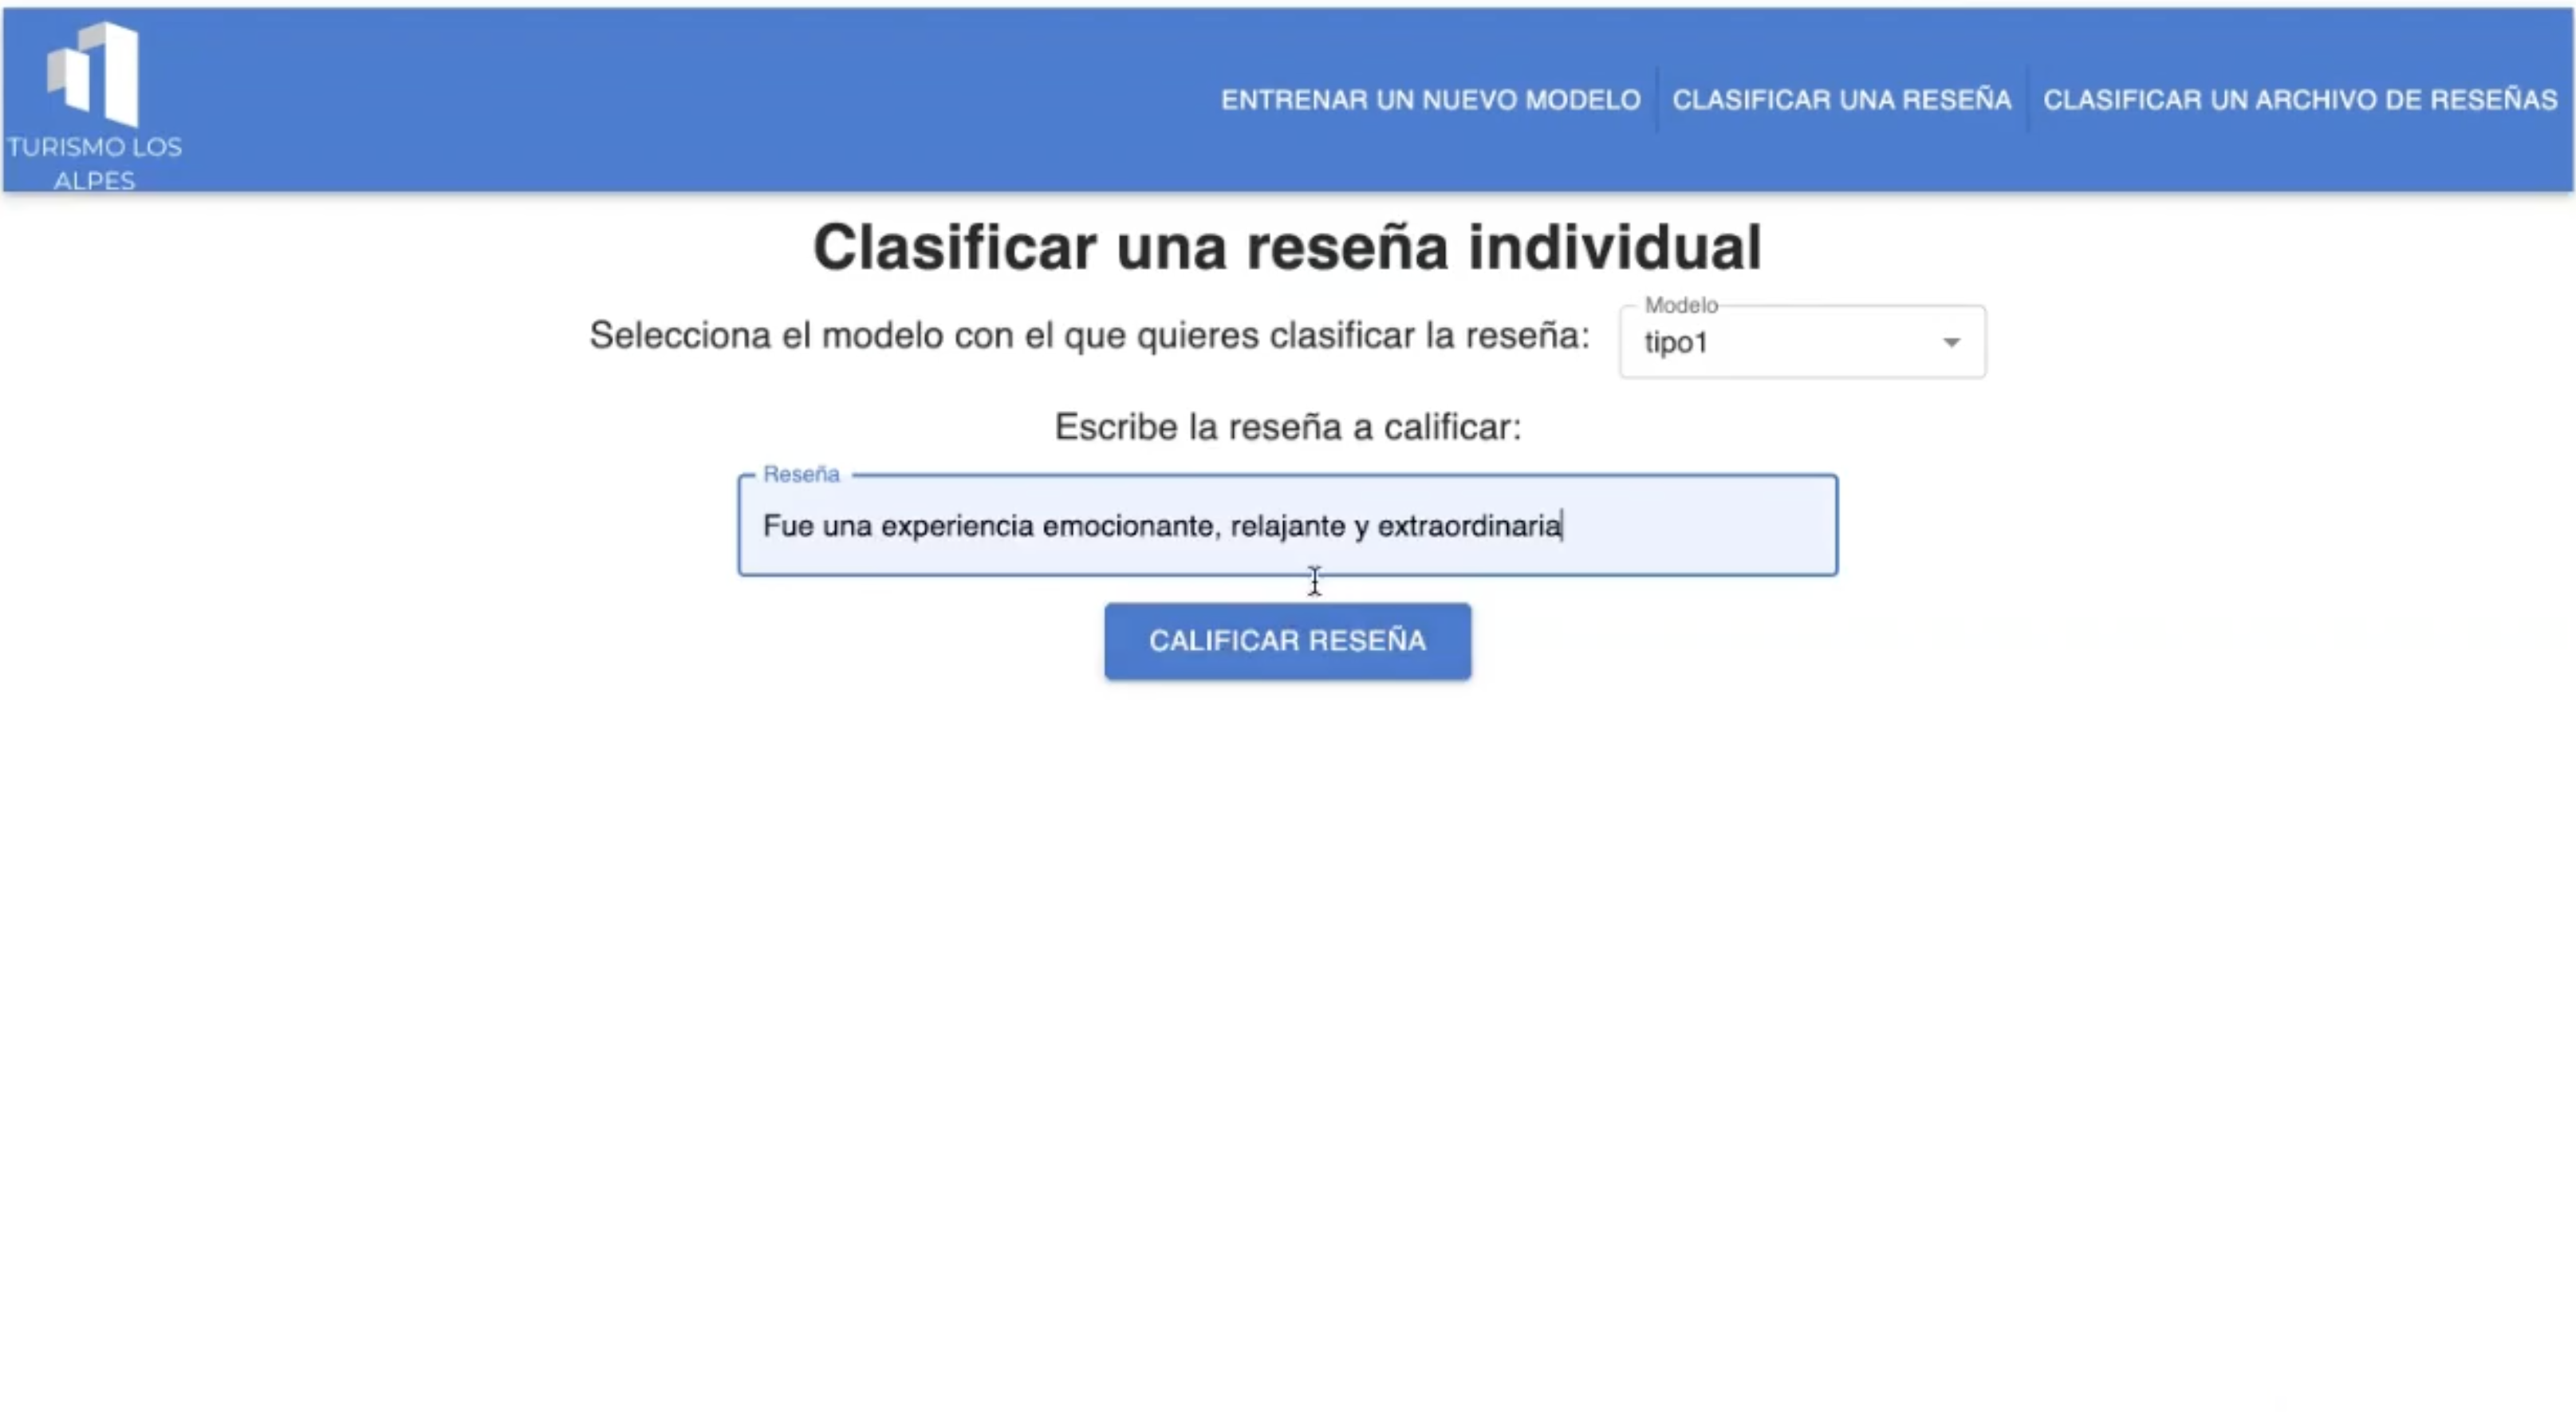 TURISMO LOS
ALPES
ENTRENAR UN NUEVO MODELO
CLASIFICAR UNA RESEÑA
CLASIFICAR UN ARCHIVO DE RESEÑAS
Clasificar una reseña individual
Selecciona el modelo con el que quieres clasificar la reseña:
Modelo
tipo1
Escribe la reseña a calificar:
Reseña
Fue una experiencia emocionante, relajante y extraordinaria
CALIFICAR RESEÑA